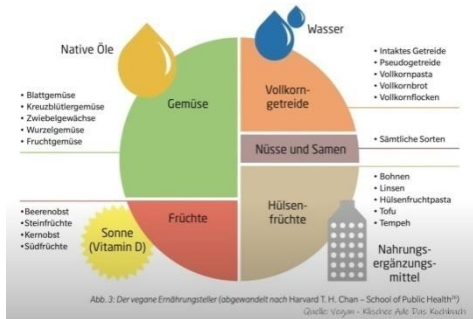 Native Öle
Wasser
• Blattgemüse
• Kreuzblütlergemüse
• Zwiebelgewächse
• Wurzelgemüse
• Fruchtgemüse
Gemüse
Vollkorn-
getreide
• Intaktes Getreide
• Pseudogetreide
• Vollkornpasta
• Vollkornbrot
• Vollkornflocken
Nüsse und Samen
• Sämtliche Sorten
• Beerenobst
• Steinfrüchte
• Kernobst
• Südfrüchte
Sonne
(Vitamin D)
Früchte
Hülsen-
früchte
• Bohnen
• Linsen
• Hülsenfruchtpasta
• Tofu
• Tempeh
Nahrungs-
ergänzungs-
mittel
Abb. 3: Der vegane Ernährungsteller (abgewandelt nach Harvard T. H. Chan – School of Public Health
Quelle: Vegan - Klischee Ade Das Kochbuch